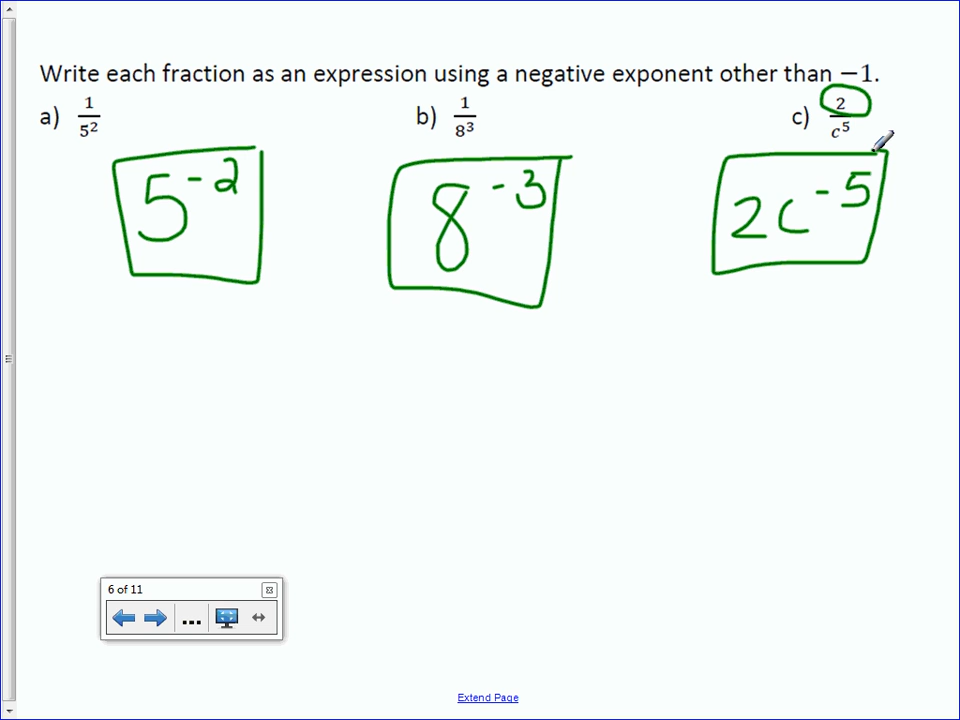 Write each fraction as an expression using a negative exponent other than −1.
a) 1/5² b) 1/8³ c) 2/c⁵
5⁻² 8⁻³ 2c⁻⁵
6 of 11
...
Extend Page